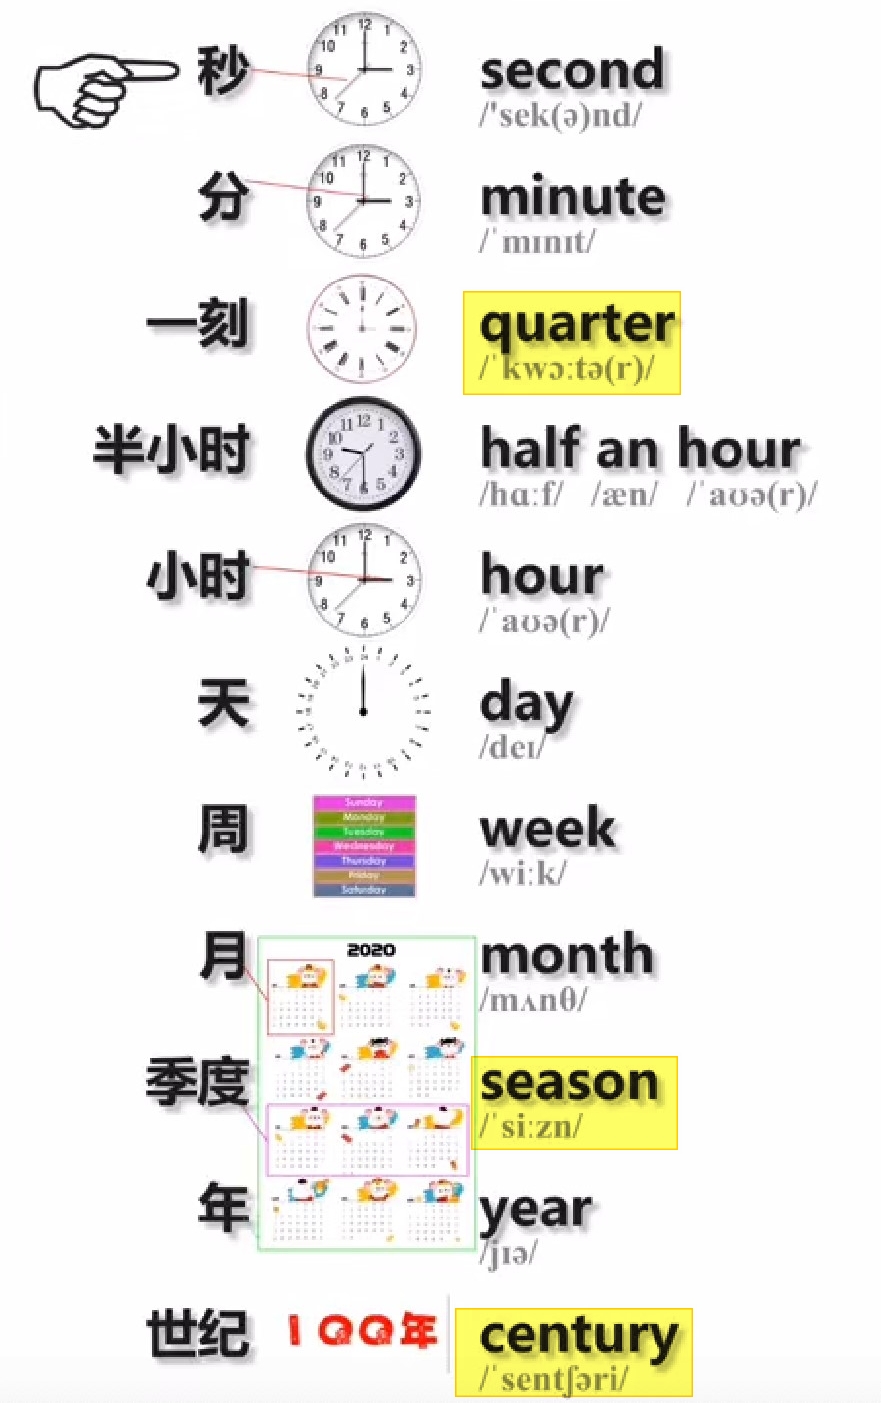 秒 second
/ˈsek(ə)nd/
分 minute
/ˈmɪnɪt/
一刻 quarter
/ˈkwɔːtə(r)/
半小时 half an hour
/hɑːf/ /æn/ /ˈaʊə(r)/
小时 hour
/ˈaʊə(r)/
天 day
/deɪ/
周 week
/wiːk/
Sunday
Monday
Tuesday
Wednesday
Thursday
Friday
Saturday
月 2020 month
/mʌnθ/
季度 season
/ˈsiːzn/
年 year
/jɪə/
世纪 100年 century
/ˈsentʃəri/